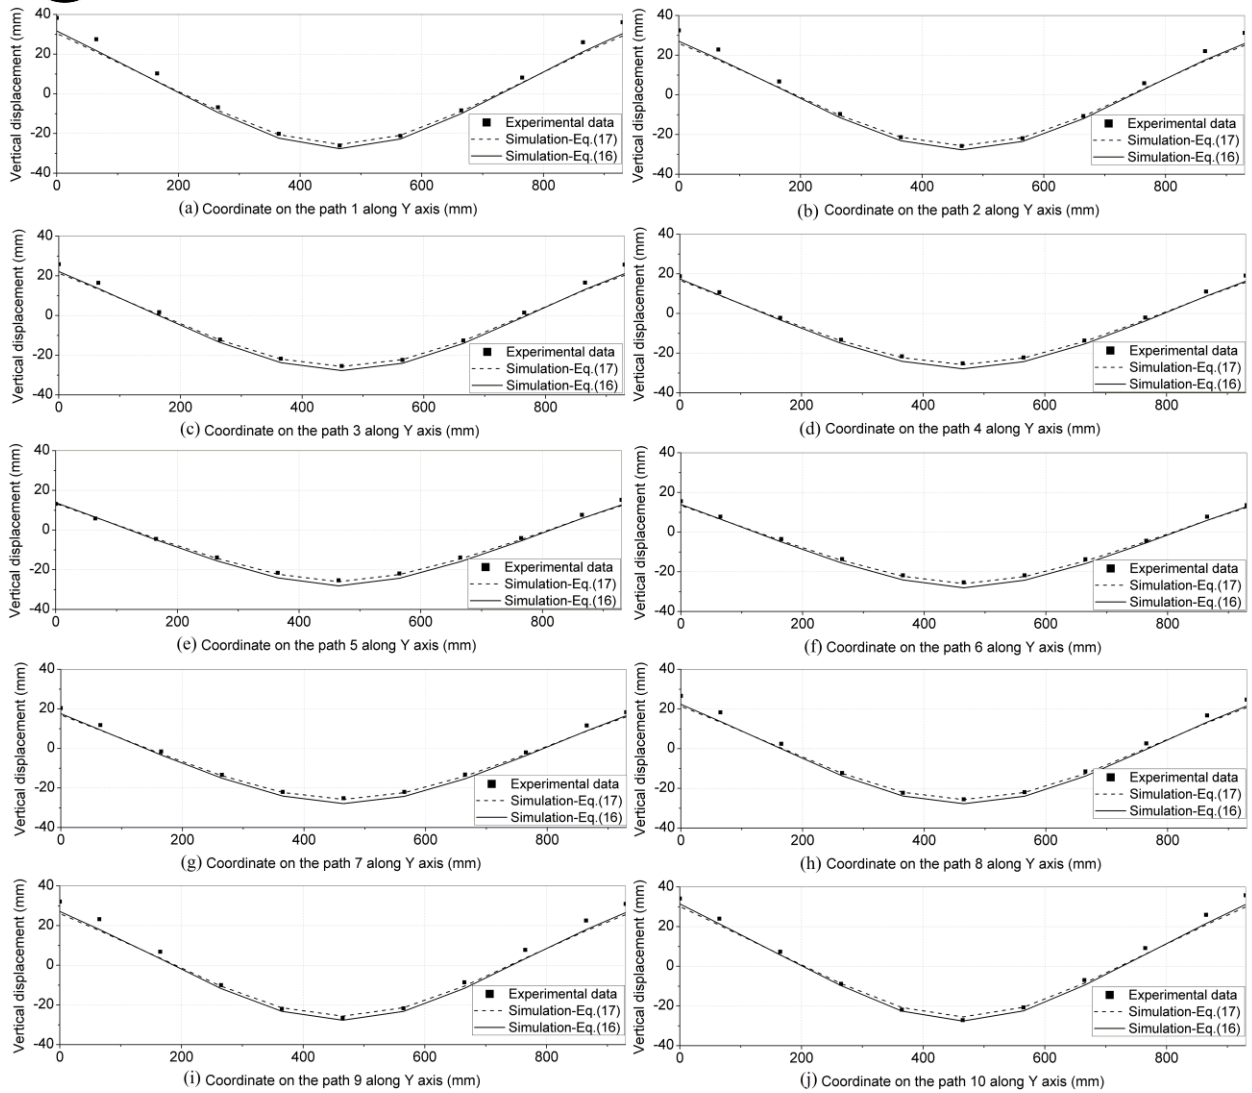 40
20
0
-20
-40
Vertical displacement (mm)
Experimental data
Simulation-Eq.(17)
Simulation-Eq.(16)
0 200 400 600 800
(a) Coordinate on the path 1 along Y axis (mm)
40
20
0
-20
-40
Vertical displacement (mm)
Experimental data
Simulation-Eq.(17)
Simulation-Eq.(16)
0 200 400 600 800
(b) Coordinate on the path 2 along Y axis (mm)
40
20
0
-20
-40
Vertical displacement (mm)
Experimental data
Simulation-Eq.(17)
Simulation-Eq.(16)
0 200 400 600 800
(c) Coordinate on the path 3 along Y axis (mm)
40
20
0
-20
-40
Vertical displacement (mm)
Experimental data
Simulation-Eq.(17)
Simulation-Eq.(16)
0 200 400 600 800
(d) Coordinate on the path 4 along Y axis (mm)
40
20
0
-20
-40
Vertical displacement (mm)
Experimental data
Simulation-Eq.(17)
Simulation-Eq.(16)
0 200 400 600 800
(e) Coordinate on the path 5 along Y axis (mm)
40
20
0
-20
-40
Vertical displacement (mm)
Experimental data
Simulation-Eq.(17)
Simulation-Eq.(16)
0 200 400 600 800
(f) Coordinate on the path 6 along Y axis (mm)
40
20
0
-20
-40
Vertical displacement (mm)
Experimental data
Simulation-Eq.(17)
Simulation-Eq.(16)
0 200 400 600 800
(g) Coordinate on the path 7 along Y axis (mm)
40
20
0
-20
-40
Vertical displacement (mm)
Experimental data
Simulation-Eq.(17)
Simulation-Eq.(16)
0 200 400 600 800
(h) Coordinate on the path 8 along Y axis (mm)
40
20
0
-20
-40
Vertical displacement (mm)
Experimental data
Simulation-Eq.(17)
Simulation-Eq.(16)
0 200 400 600 800
(i) Coordinate on the path 9 along Y axis (mm)
40
20
0
-20
-40
Vertical displacement (mm)
Experimental data
Simulation-Eq.(17)
Simulation-Eq.(16)
0 200 400 600 800
(j) Coordinate on the path 10 along Y axis (mm)